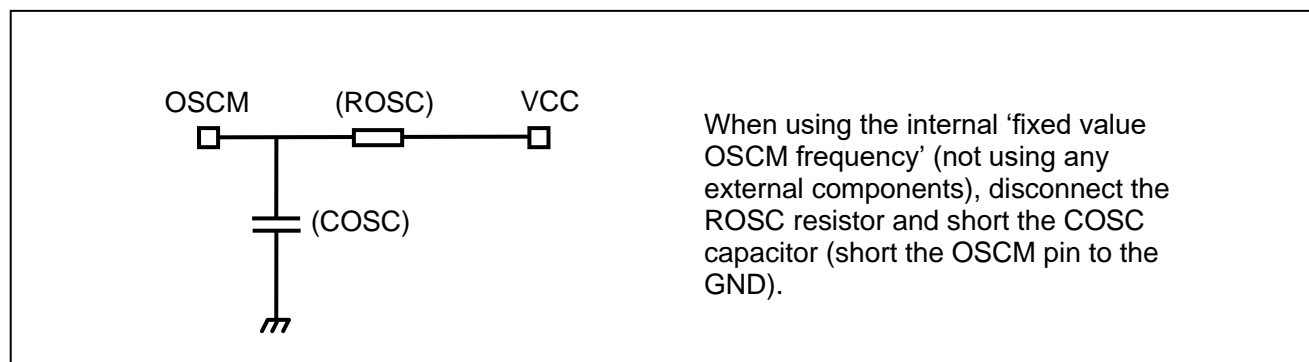 OSCM (ROSC) VCC
(COSC)
When using the internal ‘fixed value
OSCM frequency’ (not using any
external components), disconnect the
ROSC resistor and short the COSC
capacitor (short the OSCM pin to the
GND).